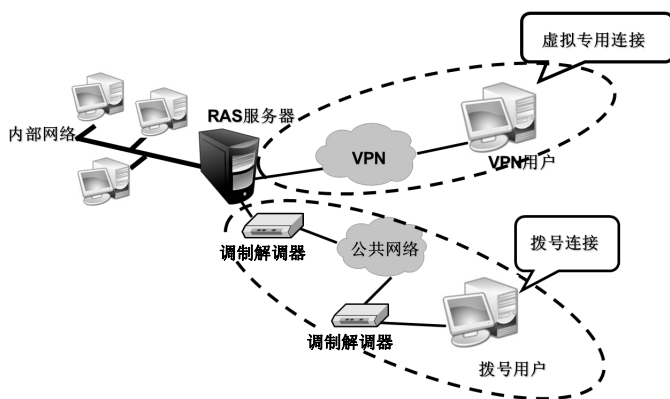 虚拟专用连接
RAS服务器
内部网络
VPN
VPN用户
调制解调器
公共网络
拨号连接
调制解调器
拨号用户